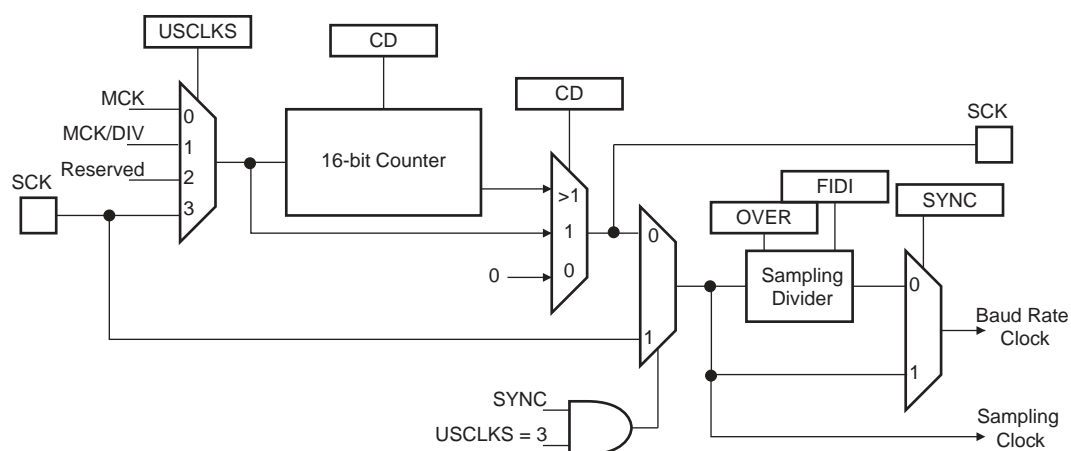 USCLKS
CD
CD
SCK
MCK
0
MCK/DIV
1
Reserved
2
SCK
3
16-bit Counter
>1
1
0
0
FIDI
OVER
SYNC
0
1
Sampling
Divider
0
1
Baud Rate
Clock
SYNC
USCLKS = 3
Sampling
Clock